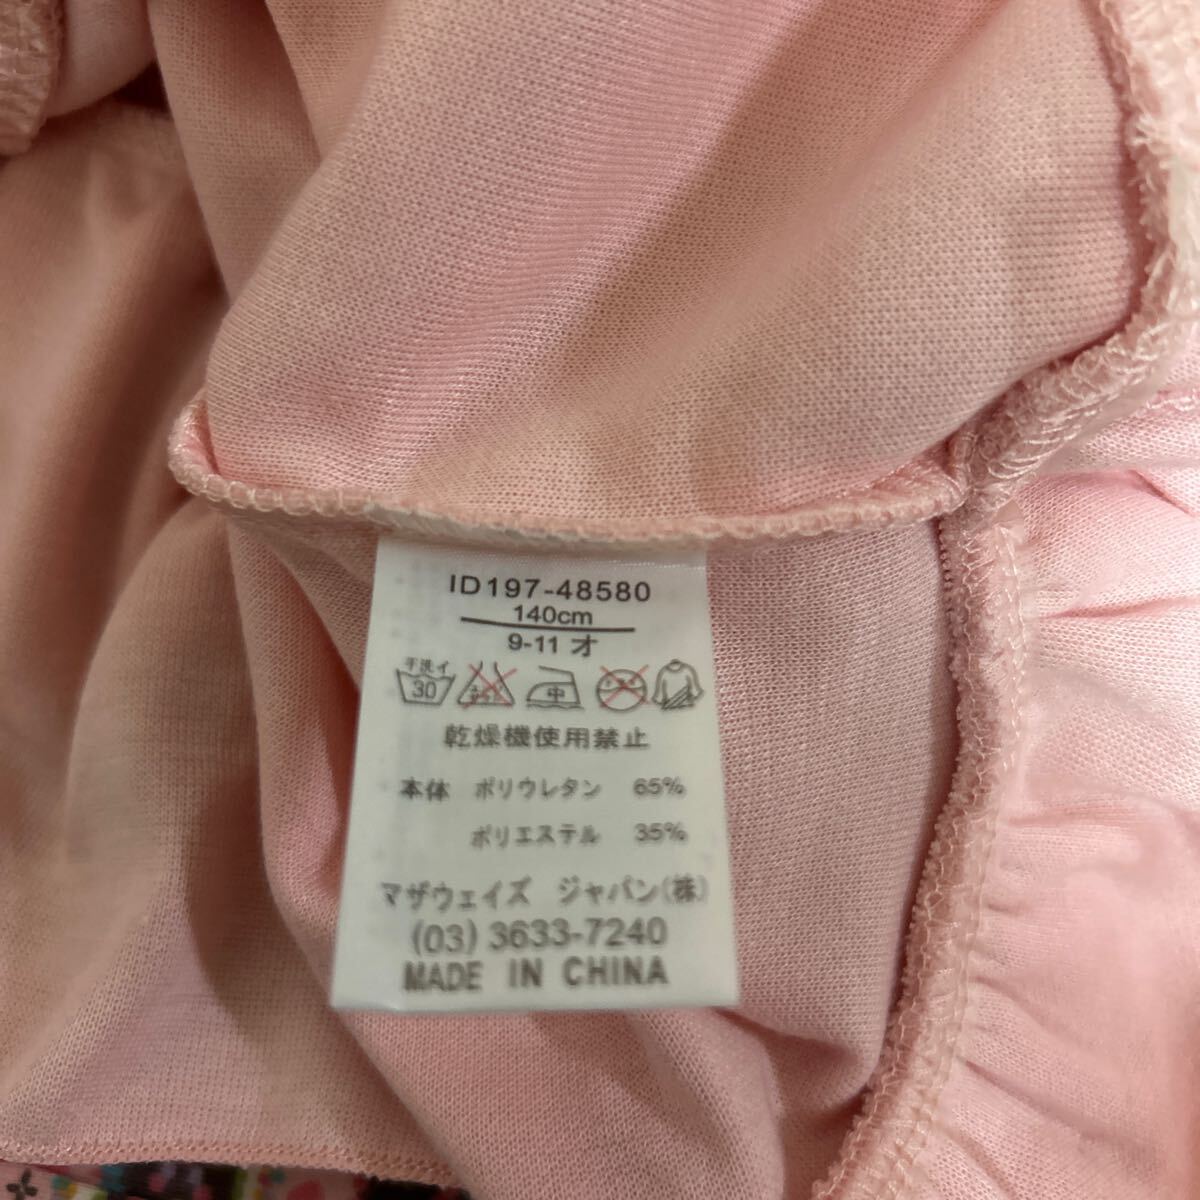 ID197-48580
140cm
9-11 オ
手洗イ
30 中
乾燥機使用禁止
本体 ポリウレタン 65%
ポリエステル 35%
マザウェイズ ジャパン(株)
(03) 3633-7240
MADE IN CHINA